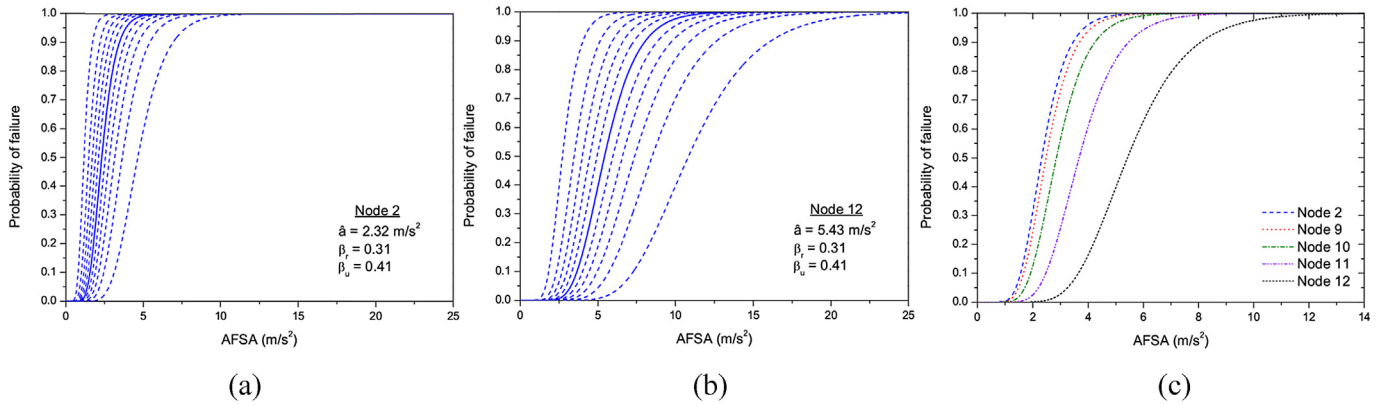 Probability of failure
1.0
0.9
0.8
0.7
0.6
0.5
0.4
0.3
0.2
0.1
0.0
0
5
10
15
20
25
AFSA (m/s²)
Node 2
â = 2.32 m/s²
βr = 0.31
βu = 0.41
(a)
Probability of failure
1.0
0.9
0.8
0.7
0.6
0.5
0.4
0.3
0.2
0.1
0.0
0
5
10
15
20
25
AFSA (m/s²)
Node 12
â = 5.43 m/s²
βr = 0.31
βu = 0.41
(b)
Probability of failure
1.0
0.9
0.8
0.7
0.6
0.5
0.4
0.3
0.2
0.1
0.0
0
2
4
6
8
10
12
14
AFSA (m/s²)
Node 2
Node 9
Node 10
Node 11
Node 12
(c)